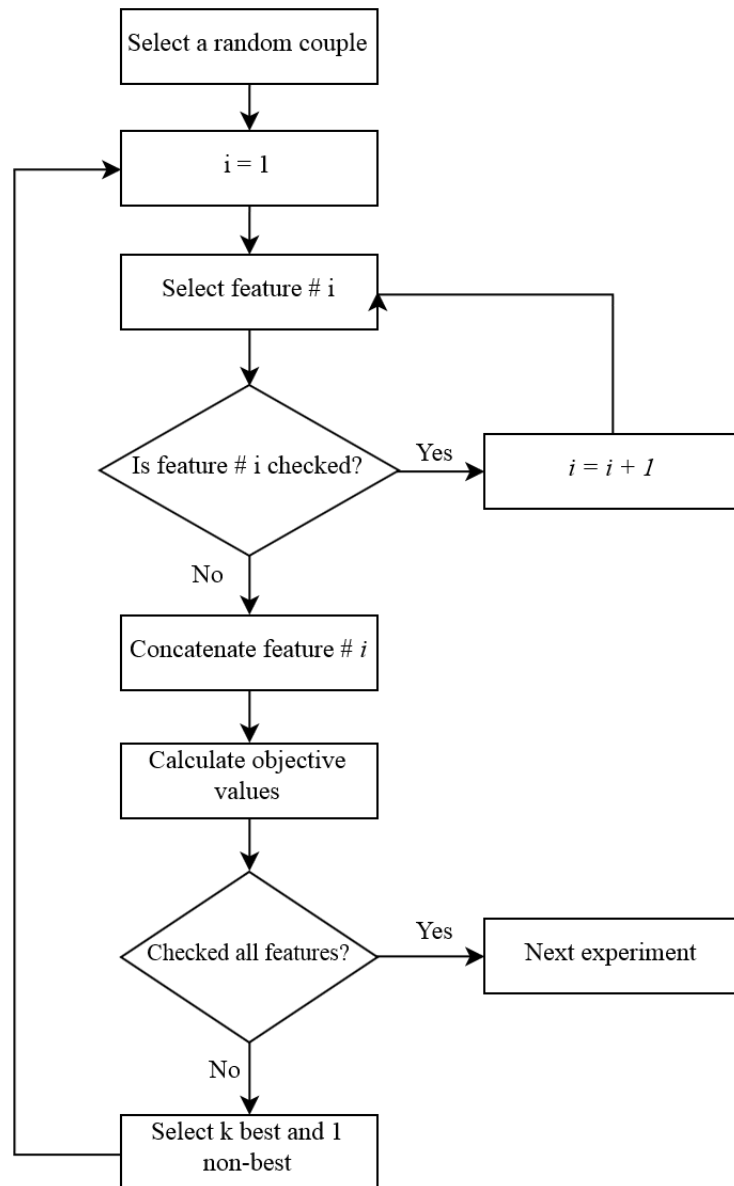 Select a random couple
i = 1
Select feature # i
Is feature # i checked?
Yes
i = i + 1
No
Concatenate feature # i
Calculate objective
values
Checked all features?
Yes
Next experiment
No
Select k best and 1
non-best